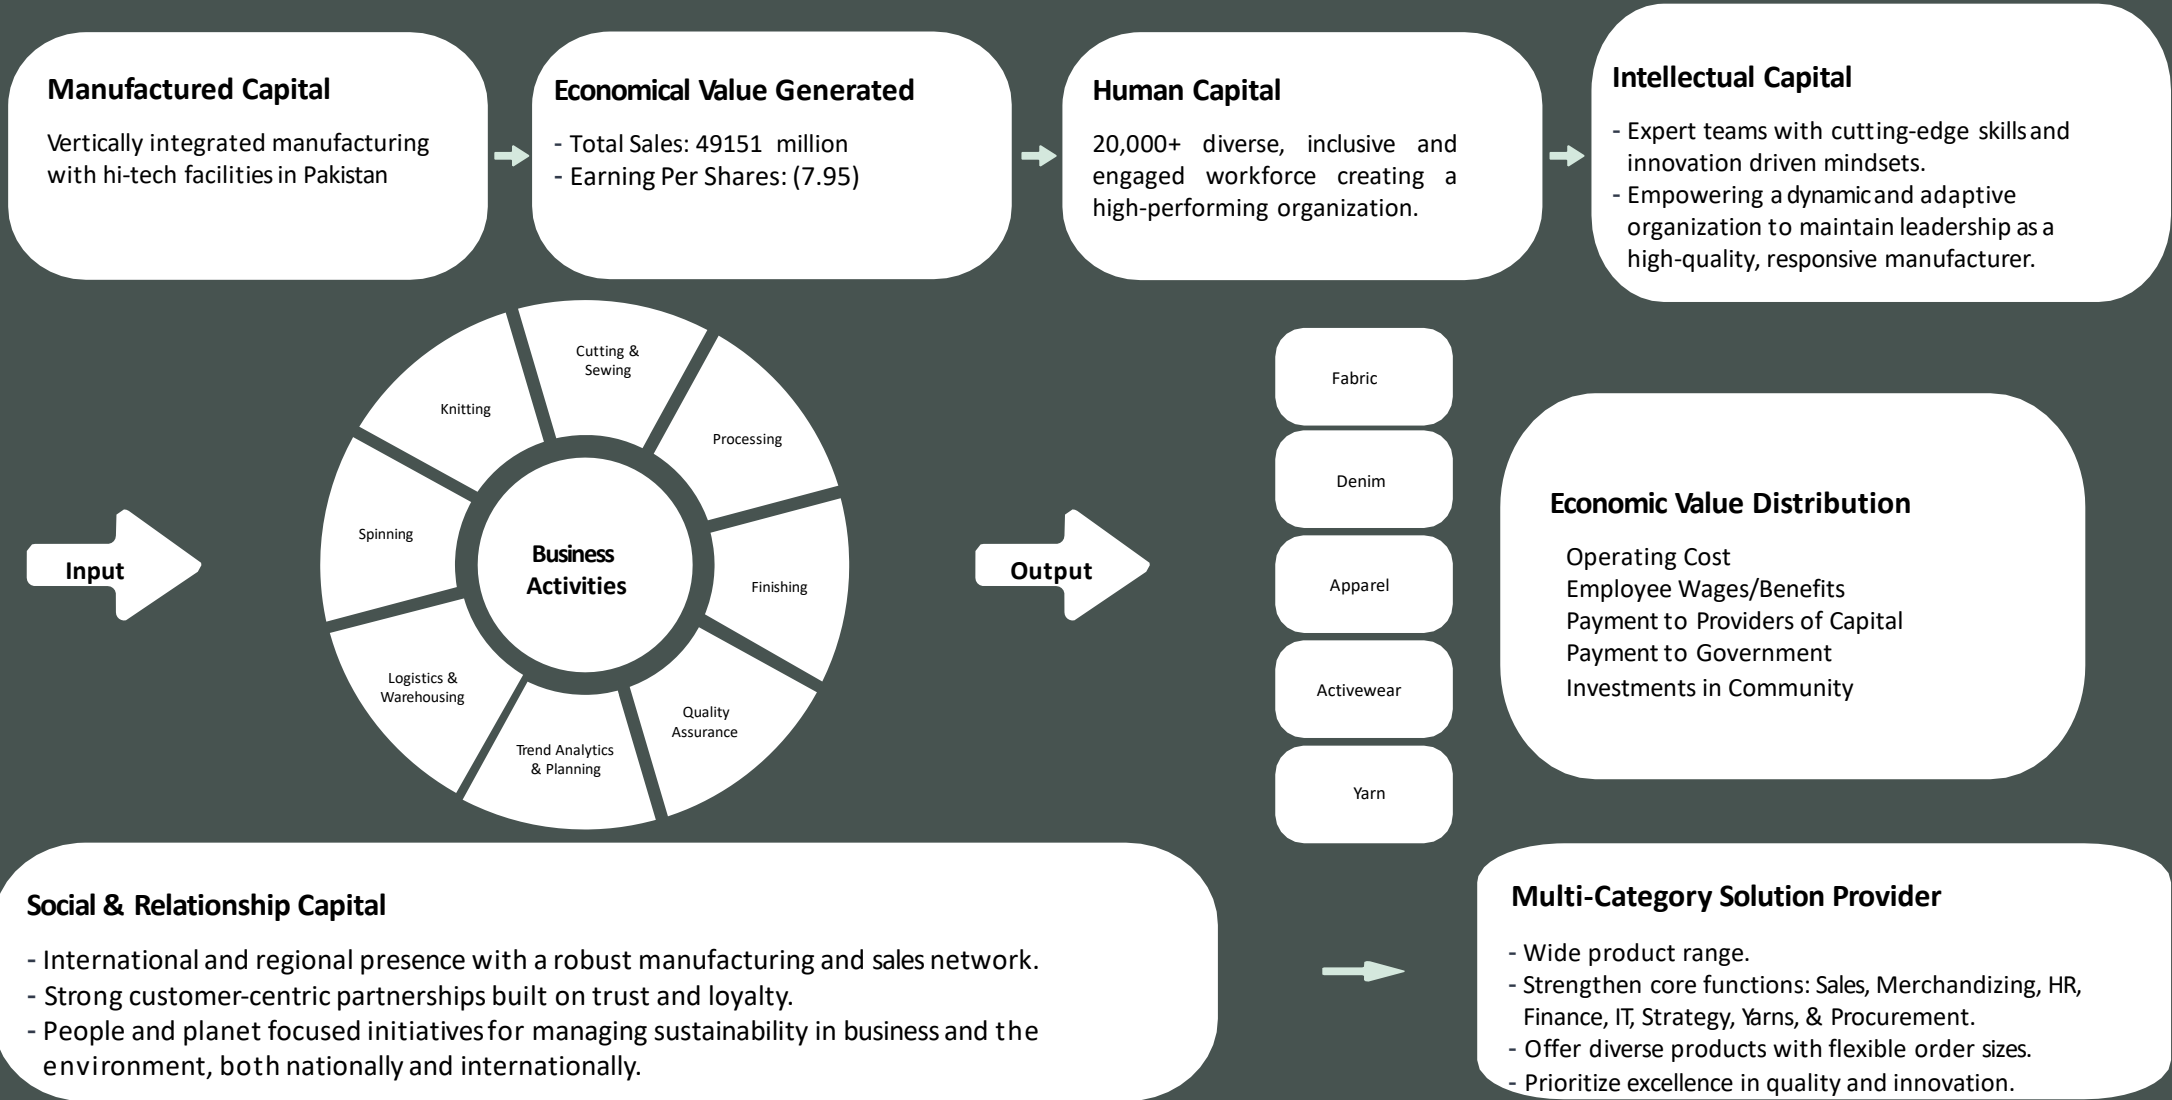 Manufactured Capital
Vertically integrated manufacturing
with hi-tech facilities in Pakistan
Economical Value Generated
- Total Sales: 49151 million
- Earning Per Shares: (7.95)
Human Capital
20,000+ diverse, inclusive and
engaged workforce creating a
high-performing organization.
Intellectual Capital
- Expert teams with cutting-edge skills and
innovation driven mindsets.
- Empowering a dynamic and adaptive
organization to maintain leadership as a
high-quality, responsive manufacturer.
Input
Business
Activities
Cutting &
Sewing
Processing
Finishing
Quality
Assurance
Trend Analytics
& Planning
Logistics &
Warehousing
Spinning
Knitting
Output
Fabric
Denim
Apparel
Activewear
Yarn
Economic Value Distribution
Operating Cost
Employee Wages/Benefits
Payment to Providers of Capital
Payment to Government
Investments in Community
Social & Relationship Capital
- International and regional presence with a robust manufacturing and sales network.
- Strong customer-centric partnerships built on trust and loyalty.
- People and planet focused initiatives for managing sustainability in business and the
environment, both nationally and internationally.
Multi-Category Solution Provider
- Wide product range.
- Strengthen core functions: Sales, Merchandizing, HR,
Finance, IT, Strategy, Yarns, & Procurement.
- Offer diverse products with flexible order sizes.
- Prioritize excellence in quality and innovation.